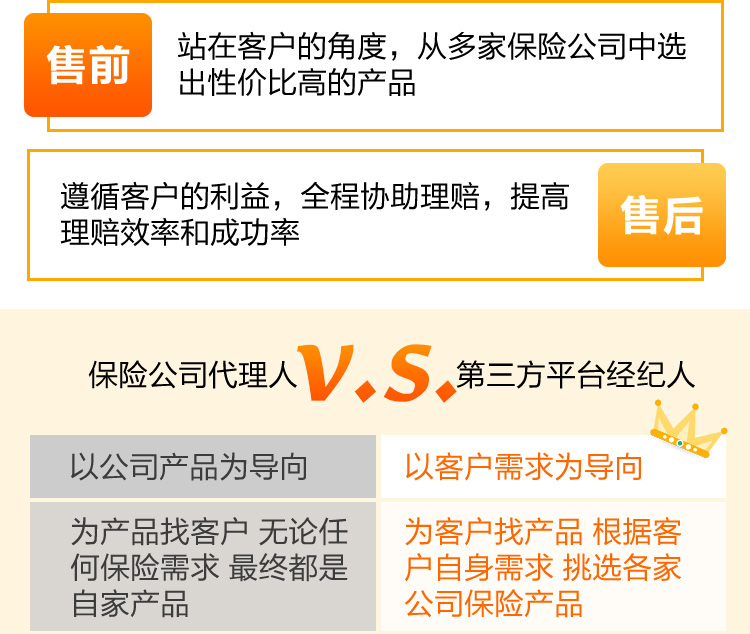 售前
站在客户的角度，从多家保险公司中选
出性价比高的产品
遵循客户的利益，全程协助理赔，提高
理赔效率和成功率
售后
保险公司代理人 v.s. 第三方平台经纪人
以公司产品为导向
以客户需求为导向
为产品找客户 无论任
何保险需求 最终都是
自家产品
为客户找产品 根据客
户自身需求 挑选各家
公司保险产品